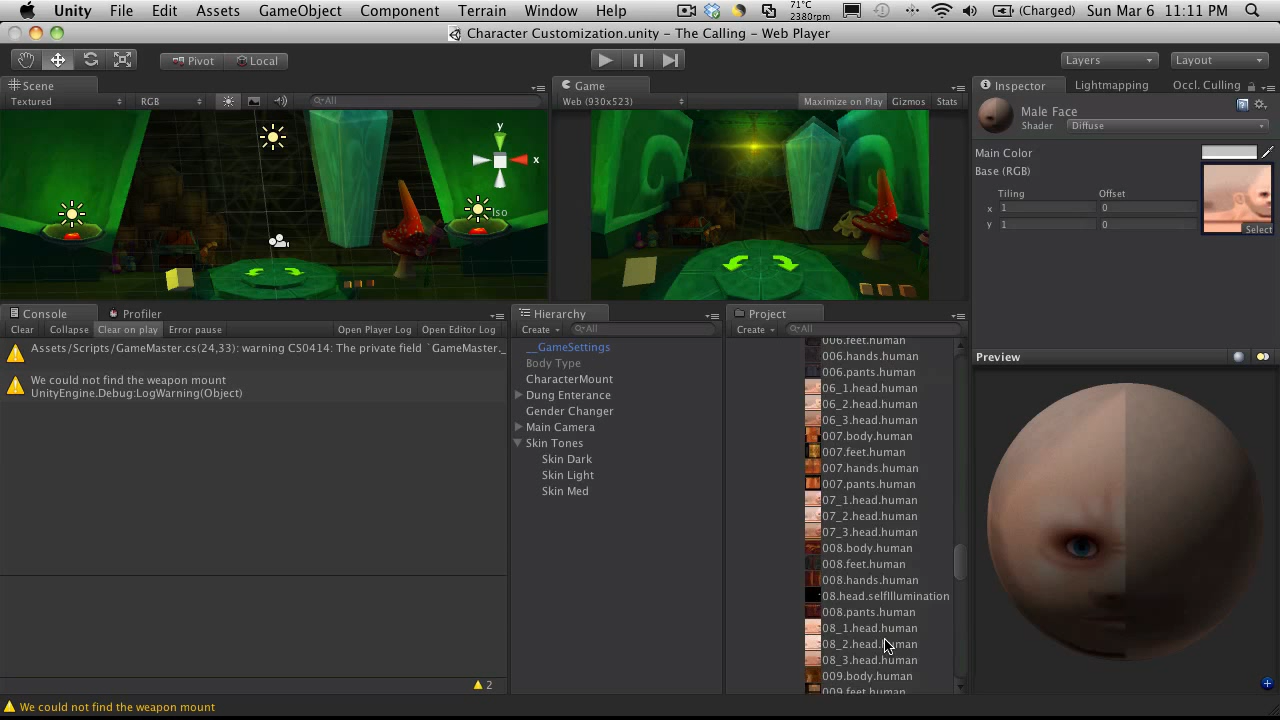 Unity File Edit Assets GameObject Component Terrain Window Help 71°C 2380rpm (Charged) Sun Mar 6 11:11 PM
Character Customization.unity – The Calling – Web Player
Pivot Local Layers Layout
Scene Game Inspector Lightmapping Occl. Culling
Textured RGB All Web (930x523) Maximize on Play Gizmos Stats
Male Face
Shader Diffuse
y
x
Iso
Main Color
Base (RGB)
Tiling Offset
x 1 0
y 1 0
Select
Console Profiler
Clear Collapse Clear on play Error pause Open Player Log Open Editor Log
Assets/Scripts/GameMaster.cs(24,33): warning CS0414: The private field `GameMaster._
We could not find the weapon mount
UnityEngine.Debug:LogWarning(Object)
2
Hierarchy
Create All
__GameSettings
Body Type
CharacterMount
Dung Enterance
Gender Changer
Main Camera
Skin Tones
Skin Dark
Skin Light
Skin Med
Project
Create All
006.feet.human
006.hands.human
006.pants.human
06_1.head.human
06_2.head.human
06_3.head.human
007.body.human
007.feet.human
007.hands.human
007.pants.human
07_1.head.human
07_2.head.human
07_3.head.human
008.body.human
008.feet.human
008.hands.human
08.head.selfIllumination
008.pants.human
08_1.head.human
08_2.head.human
08_3.head.human
009.body.human
009.feet.human
Preview
We could not find the weapon mount